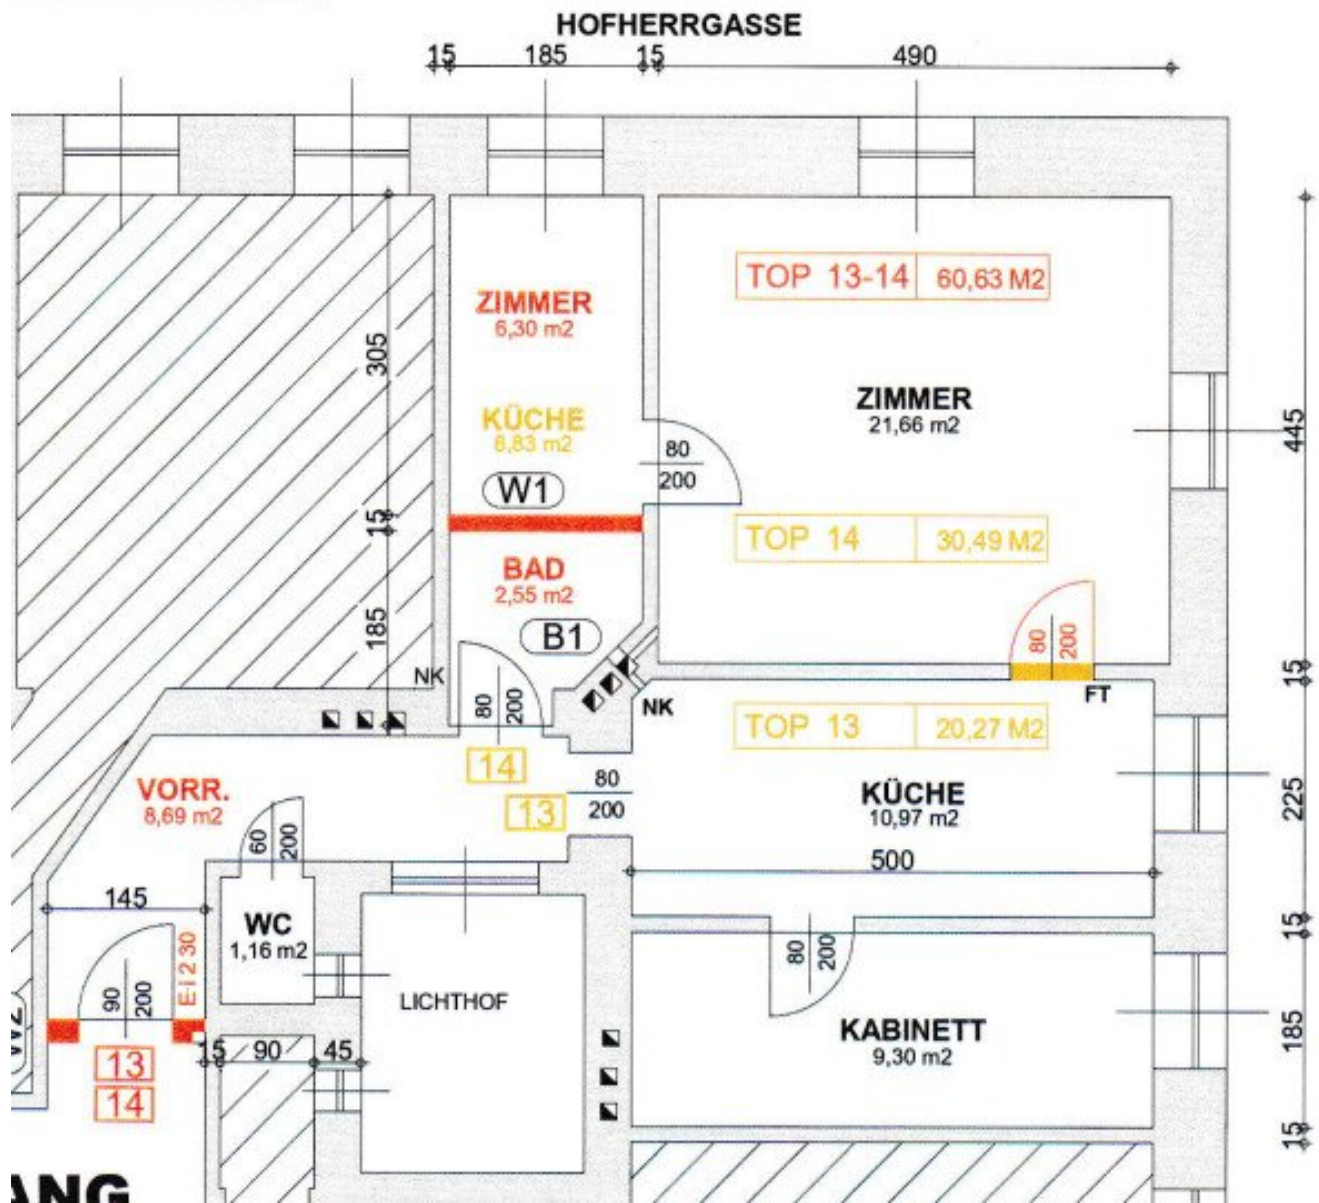 HOFHERRGASSE
15 185 15 490
ZIMMER
6,30 m2
KÜCHE
6,83 m2
W1
TOP 13-14 60,63 M2
ZIMMER
21,66 m2
80
200
305
15
185
445
BAD
2,55 m2
B1
TOP 14 30,49 M2
80
200
FT
15
NK
NK
80
200
TOP 13 20,27 M2
14
13
80
200
VORR.
8,69 m2
60
200
KÜCHE
10,97 m2
225
500
145
WC
1,16 m2
E-i 2 30
90
200
LICHTHOF
80
200
15
KABINETT
9,30 m2
185
W2
13
14
15 90 45
15
ANG